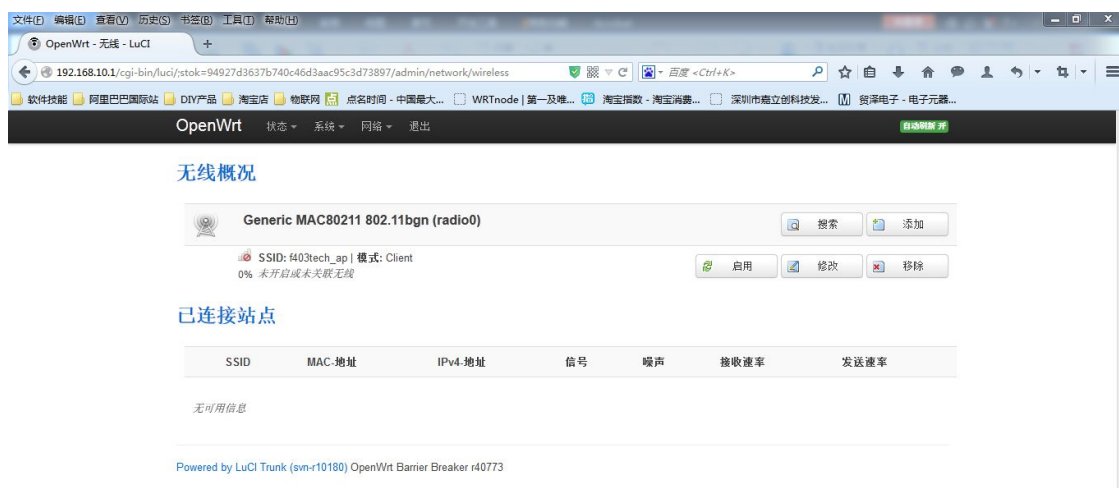 文件(F) 编辑(E) 查看(V) 历史(S) 书签(B) 工具(T) 帮助(H)
OpenWrt - 无线 - LuCI
192.168.10.1/cgi-bin/luci/;stok=94927d3637b740c46d3aac95c3d73897/admin/network/wireless 百度 <Ctrl+K>
软件技能 阿里巴巴国际站 DIY产品 淘宝店 物联网 点名时间 - 中国最大... WRTnode | 第一及唯... 淘宝指数 - 淘宝消费... 深圳市嘉立创科技发... 贸泽电子 - 电子元器...
OpenWrt 状态 系统 网络 退出 自动刷新 开
无线概况
Generic MAC80211 802.11bgn (radio0) 搜索 添加
SSID: f403tech_ap | 模式: Client
0% 未开启或未关联无线 启用 修改 移除
已连接站点
SSID MAC-地址 IPv4-地址 信号 噪声 接收速率 发送速率
无可用信息
Powered by LuCI Trunk (svn-r10180) OpenWrt Barrier Breaker r40773